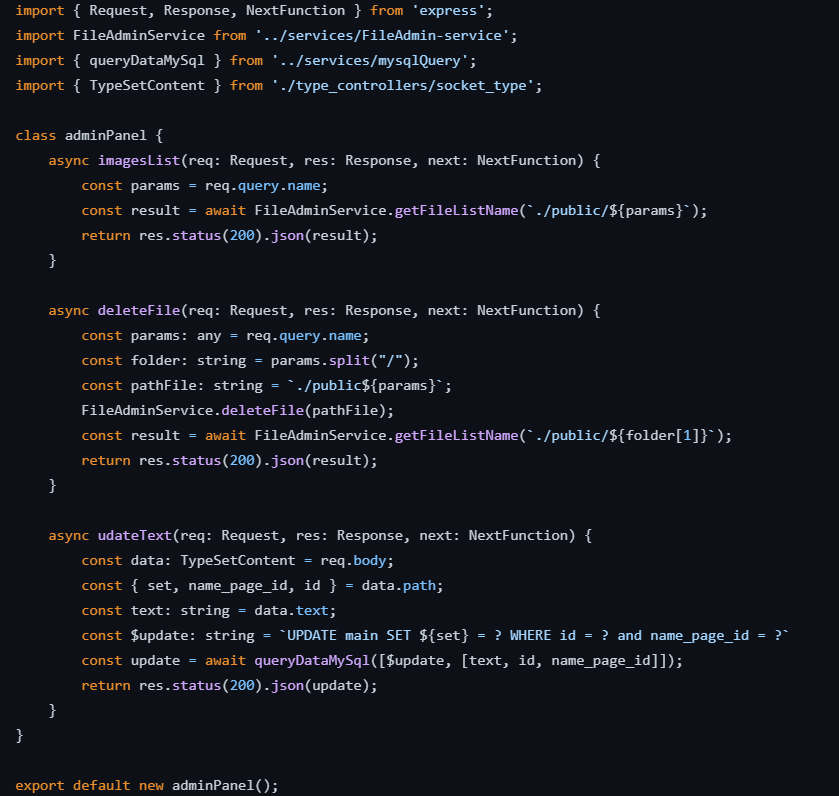 import { Request, Response, NextFunction } from 'express';
import FileAdminService from '../services/FileAdmin-service';
import { queryDataMySql } from '../services/mysqlQuery';
import { TypeSetContent } from './type_controllers/socket_type';

class adminPanel {
    async imagesList(req: Request, res: Response, next: NextFunction) {
        const params = req.query.name;
        const result = await FileAdminService.getFileListName(`./public/${params}`);
        return res.status(200).json(result);
    }

    async deleteFile(req: Request, res: Response, next: NextFunction) {
        const params: any = req.query.name;
        const folder: string = params.split("/");
        const pathFile: string = `./public${params}`;
        FileAdminService.deleteFile(pathFile);
        const result = await FileAdminService.getFileListName(`./public/${folder[1]}`);
        return res.status(200).json(result);
    }

    async udateText(req: Request, res: Response, next: NextFunction) {
        const data: TypeSetContent = req.body;
        const { set, name_page_id, id } = data.path;
        const text: string = data.text;
        const $update: string = `UPDATE main SET ${set} = ? WHERE id = ? and name_page_id = ?`
        const update = await queryDataMySql([$update, [text, id, name_page_id]]);
        return res.status(200).json(update);
    }
}

export default new adminPanel();